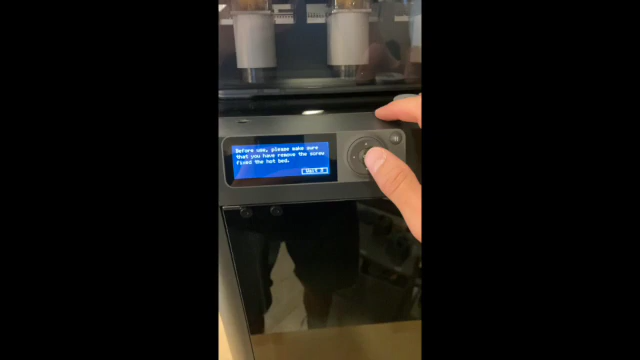 Before use, please make sure
that you have remove the screw
fixed the hot bed.